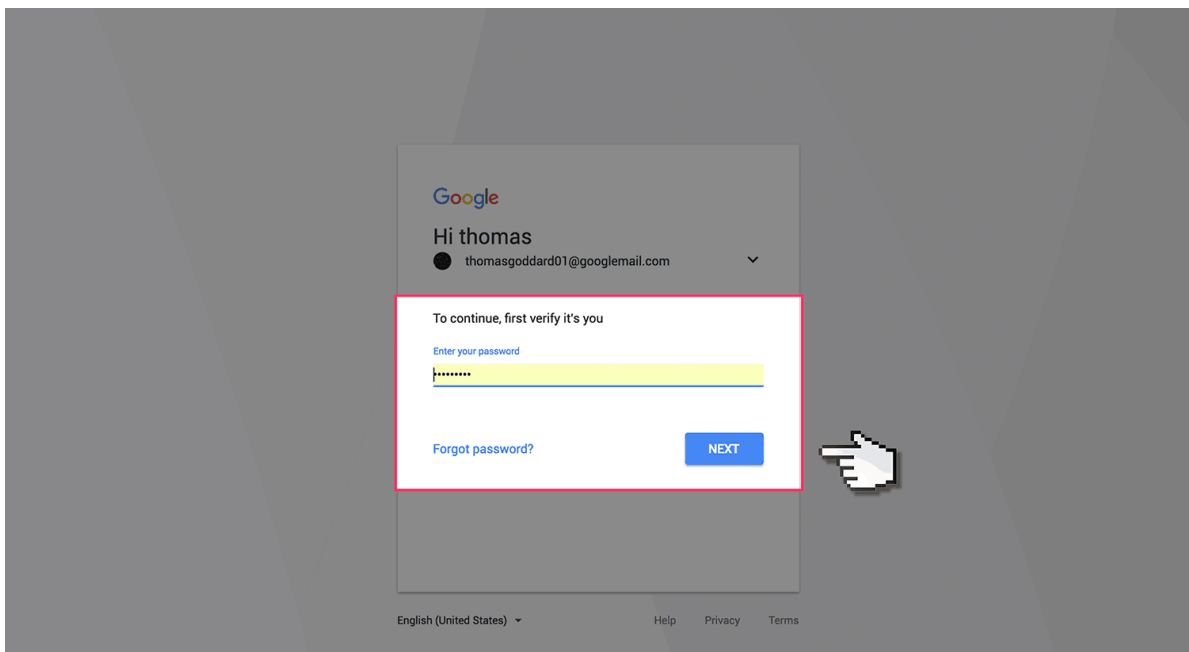 Google
Hi thomas
thomasgoddard01@googlemail.com
To continue, first verify it's you
Enter your password
•••••••••
Forgot password?
NEXT
English (United States)
Help Privacy Terms